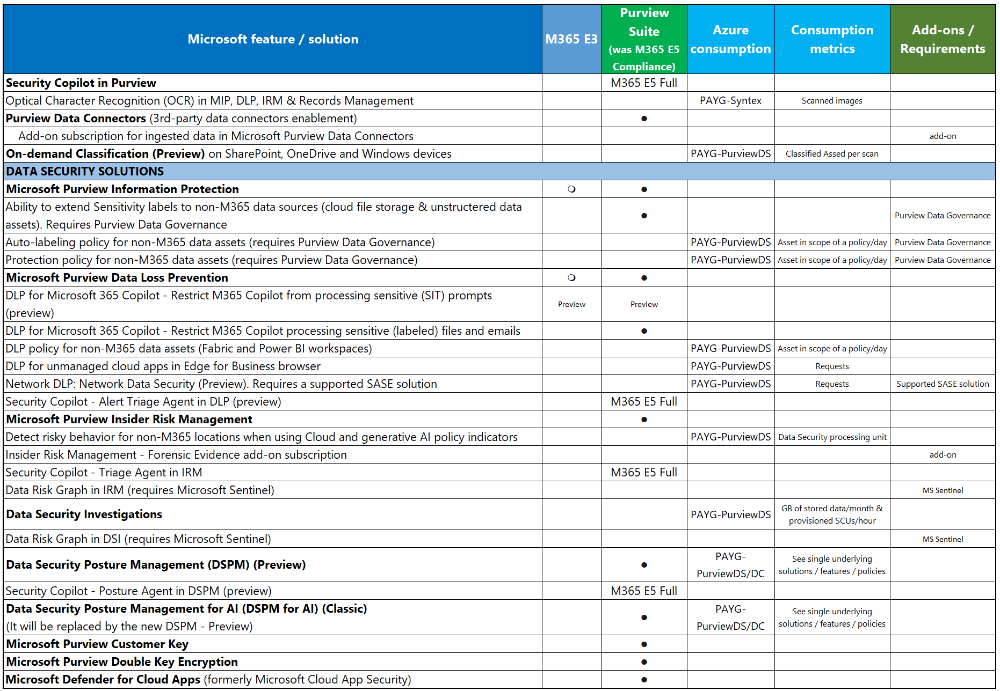 Microsoft feature / solution
M365 E3
Purview
Suite
(was M365 E5
Compliance)
Azure
consumption
Consumption
metrics
Add-ons /
Requirements
Security Copilot in Purview
M365 E5 Full
Optical Character Recognition (OCR) in MIP, DLP, IRM & Records Management
PAYG-Syntex
Scanned images
Purview Data Connectors (3rd-party data connectors enablement)
●
Add-on subscription for ingested data in Microsoft Purview Data Connectors
add-on
On-demand Classification (Preview) on SharePoint, OneDrive and Windows devices
PAYG-PurviewDS
Classified Assed per scan
DATA SECURITY SOLUTIONS
Microsoft Purview Information Protection
❍
●
Ability to extend Sensitivity labels to non-M365 data sources (cloud file storage & unstructered data
assets). Requires Purview Data Governance
●
Purview Data Governance
Auto-labeling policy for non-M365 data assets (requires Purview Data Governance)
PAYG-PurviewDS
Asset in scope of a policy/day
Purview Data Governance
Protection policy for non-M365 data assets (requires Purview Data Governance)
PAYG-PurviewDS
Asset in scope of a policy/day
Purview Data Governance
Microsoft Purview Data Loss Prevention
❍
●
DLP for Microsoft 365 Copilot - Restrict M365 Copilot from processing sensitive (SIT) prompts
(preview)
Preview
Preview
DLP for Microsoft 365 Copilot - Restrict M365 Copilot processing sensitive (labeled) files and emails
●
DLP policy for non-M365 data assets (Fabric and Power BI workspaces)
PAYG-PurviewDS
Asset in scope of a policy/day
DLP for unmanaged cloud apps in Edge for Business browser
PAYG-PurviewDS
Requests
Network DLP: Network Data Security (Preview). Requires a supported SASE solution
PAYG-PurviewDS
Requests
Supported SASE solution
Security Copilot - Alert Triage Agent in DLP (preview)
M365 E5 Full
Microsoft Purview Insider Risk Management
●
Detect risky behavior for non-M365 locations when using Cloud and generative AI policy indicators
PAYG-PurviewDS
Data Security processing unit
Insider Risk Management - Forensic Evidence add-on subscription
add-on
Security Copilot - Triage Agent in IRM
M365 E5 Full
Data Risk Graph in IRM (requires Microsoft Sentinel)
MS Sentinel
Data Security Investigations
PAYG-PurviewDS
GB of stored data/month &
provisioned SCUs/hour
Data Risk Graph in DSI (requires Microsoft Sentinel)
MS Sentinel
Data Security Posture Management (DSPM) (Preview)
●
PAYG-
PurviewDS/DC
See single underlying
solutions / features / policies
Security Copilot - Posture Agent in DSPM (preview)
M365 E5 Full
Data Security Posture Management for AI (DSPM for AI) (Classic)
(It will be replaced by the new DSPM - Preview)
●
PAYG-
PurviewDS/DC
See single underlying
solutions / features / policies
Microsoft Purview Customer Key
●
Microsoft Purview Double Key Encryption
●
Microsoft Defender for Cloud Apps (formerly Microsoft Cloud App Security)
●